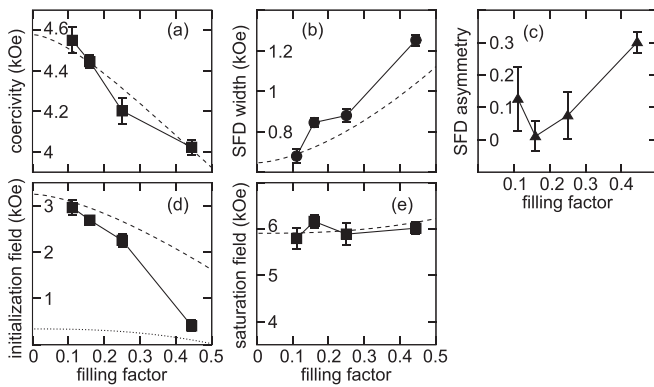 4.6
4.4
4.2
4
coercivity (kOe)
(a)
1.2
1
0.8
0.6
SFD width (kOe)
(b)
0.3
0.2
0.1
0
SFD asymmetry
(c)
0.1 0.2 0.3 0.4
filling factor
3
2
1
initialization field (kOe)
(d)
0 0.1 0.2 0.3 0.4 0.5
filling factor
6
5
4
saturation field (kOe)
(e)
0 0.1 0.2 0.3 0.4 0.5
filling factor